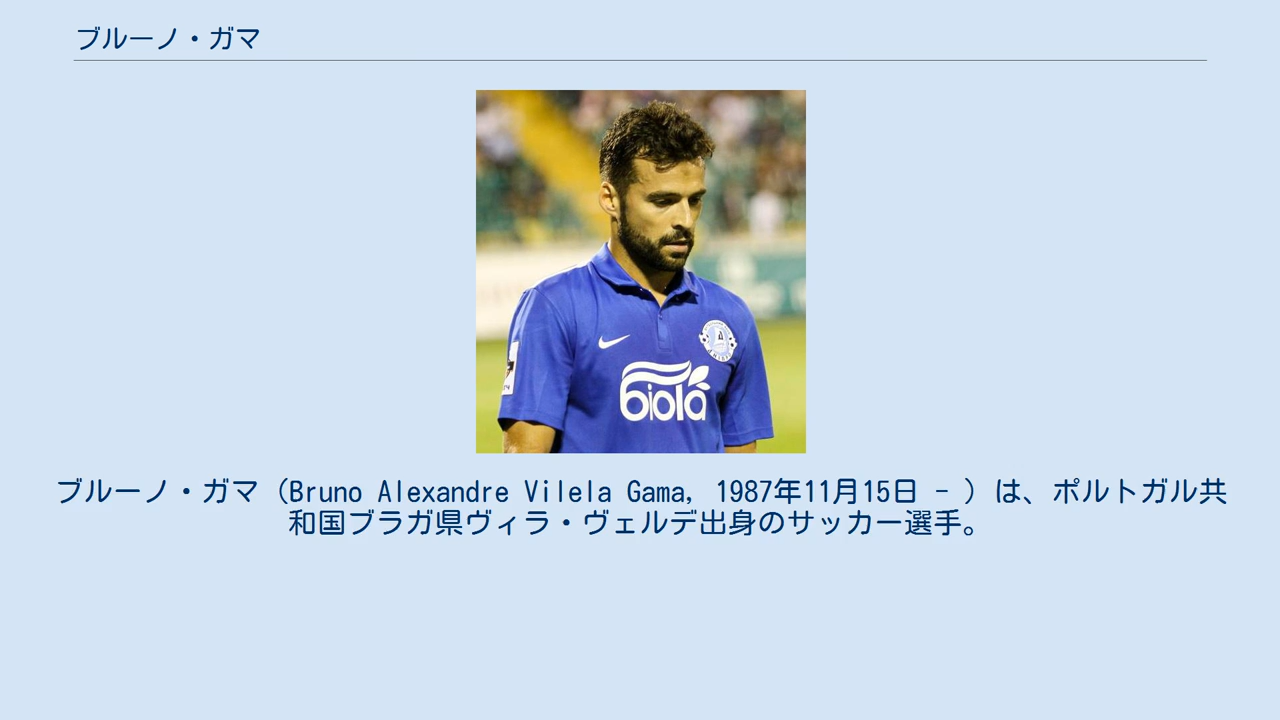 ブルーノ・ガマ
biola
ブルーノ・ガマ（Bruno Alexandre Vilela Gama, 1987年11月15日 - ）は、ポルトガル共
和国ブラガ県ヴィラ・ヴェルデ出身のサッカー選手。